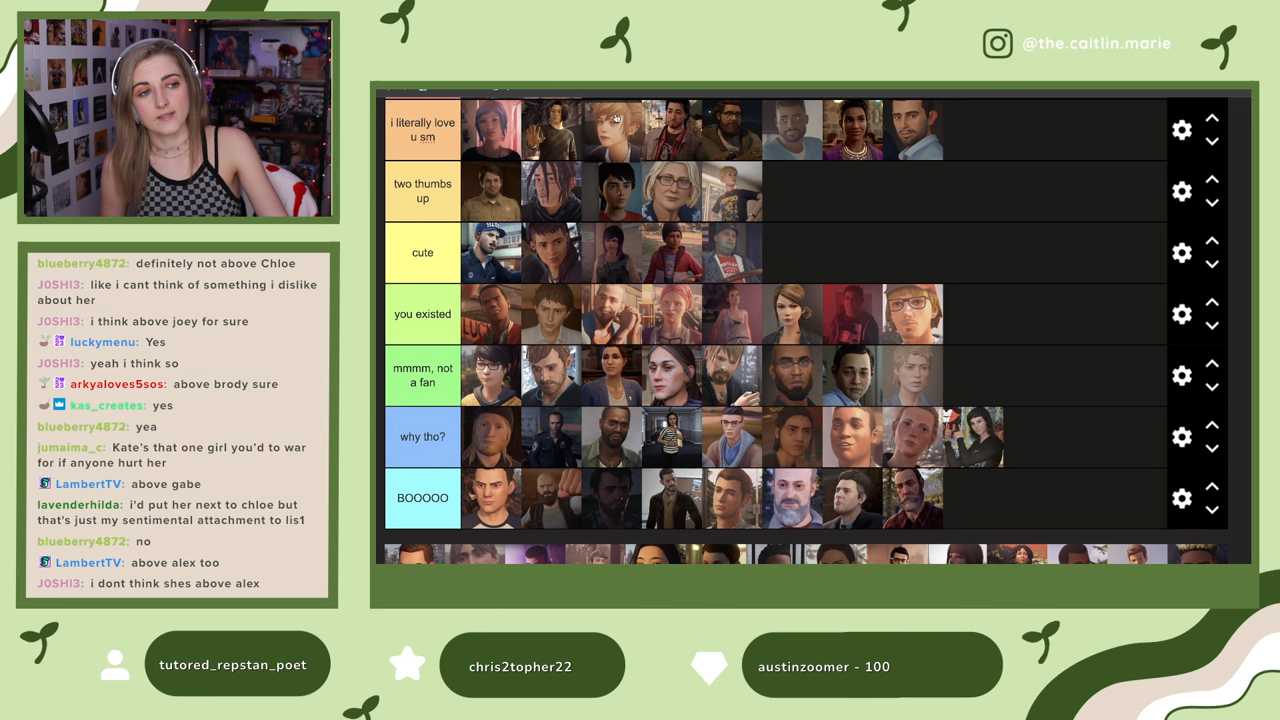 @the.caitlin.marie
blueberry4872: definitely not above Chloe
J0SHI3: like i cant think of something i dislike
about her
J0SHI3: i think above joey for sure
luckymenu: Yes
J0SHI3: yeah i think so
arkyaloves5sos: above brody sure
kas_creates: yes
blueberry4872: yea
jumaima_c: Kate's that one girl you'd to war
for if anyone hurt her
LambertTV: above gabe
lavenderhilda: i'd put her next to chloe but
that's just my sentimental attachment to lis1
blueberry4872: no
LambertTV: above alex too
J0SHI3: i dont think shes above alex
i literally love
u sm
two thumbs
up
cute
you existed
mmmm, not
a fan
why tho?
BOOOOO
tutored_repstan_poet
chris2topher22
austinzoomer - 100